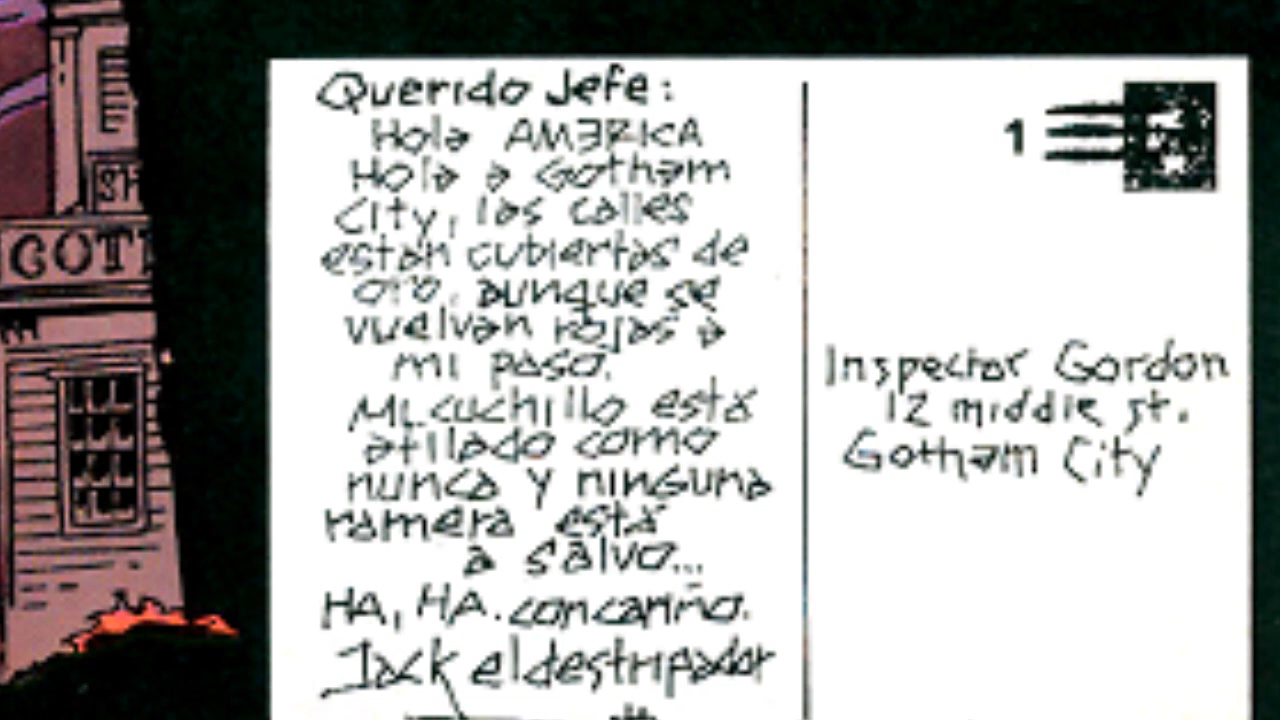 SH
GOT
Querido Jefe:
Hola AMERICA
Hola a Gotham
City, las calles
están cubiertas de
oro, aunque se
vuelvan rojas a
mi paso.
Mi cuchillo está
afilado como
nunca y ninguna
ramera está
a salvo...
HA, HA. con cariño.
Jack el destripador
1
Inspector Gordon
12 middle st.
Gotham City